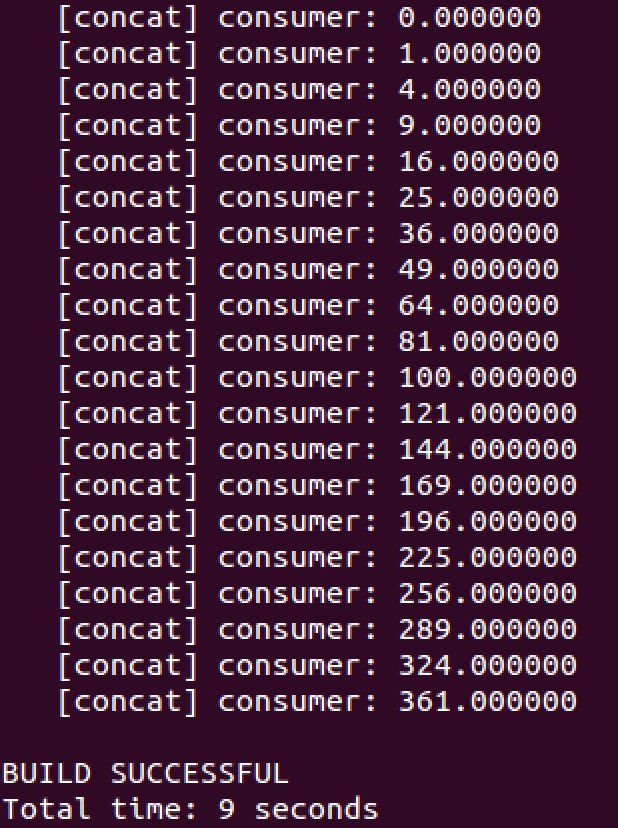 [concat] consumer: 0.000000
[concat] consumer: 1.000000
[concat] consumer: 4.000000
[concat] consumer: 9.000000
[concat] consumer: 16.000000
[concat] consumer: 25.000000
[concat] consumer: 36.000000
[concat] consumer: 49.000000
[concat] consumer: 64.000000
[concat] consumer: 81.000000
[concat] consumer: 100.000000
[concat] consumer: 121.000000
[concat] consumer: 144.000000
[concat] consumer: 169.000000
[concat] consumer: 196.000000
[concat] consumer: 225.000000
[concat] consumer: 256.000000
[concat] consumer: 289.000000
[concat] consumer: 324.000000
[concat] consumer: 361.000000
BUILD SUCCESSFUL
Total time: 9 seconds